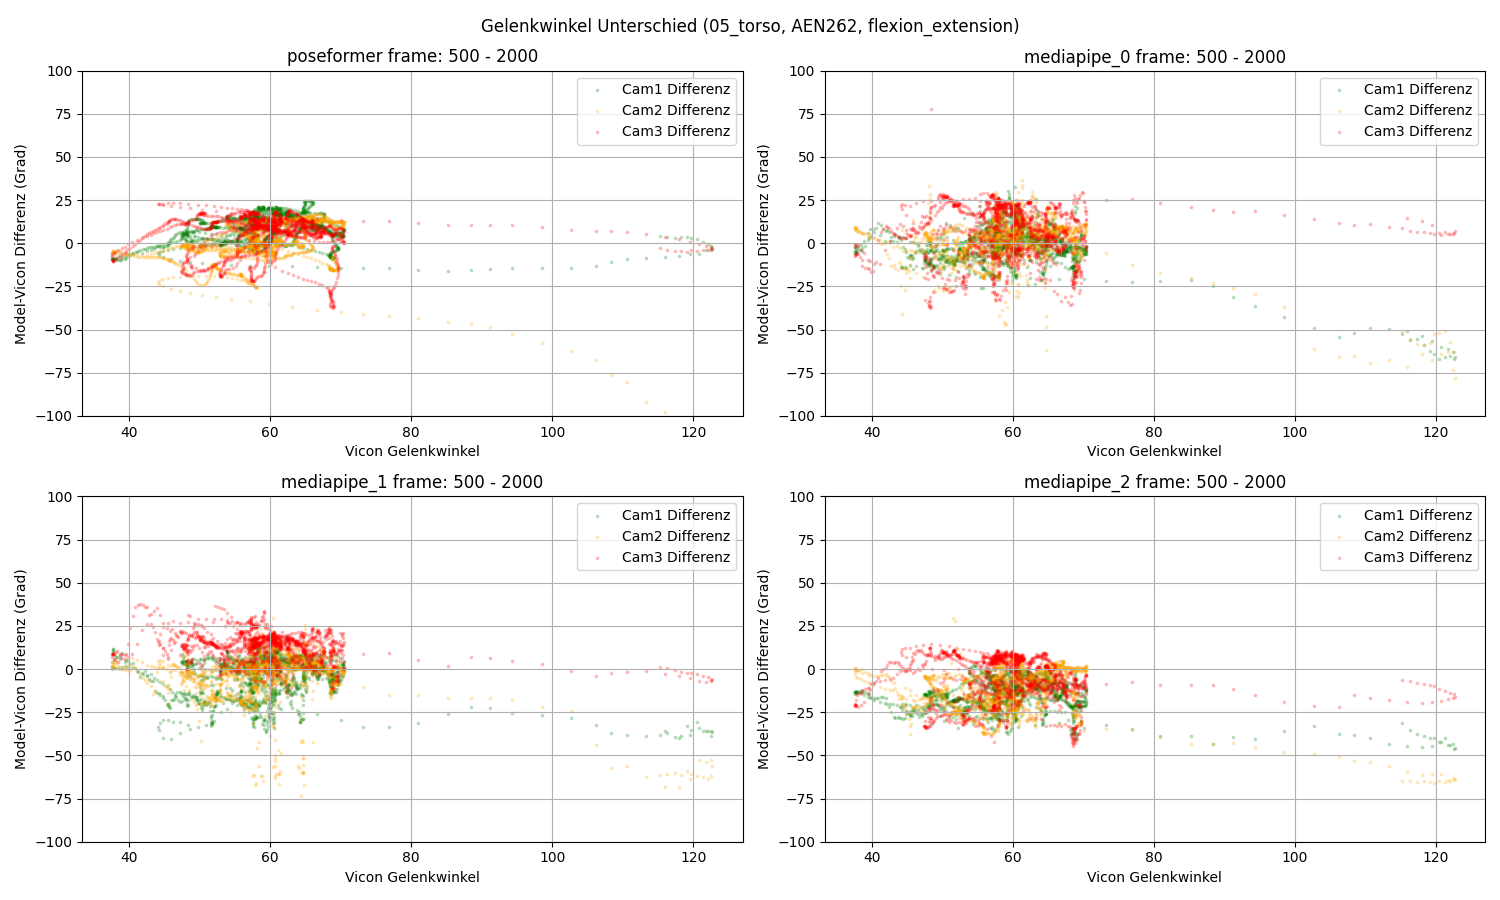 Gelenkwinkel Unterschied (05_torso, AEN262, flexion_extension)
poseformer frame: 500 - 2000
100
75
50
25
0
−25
−50
−75
−100
Model-Vicon Differenz (Grad)
Cam1 Differenz
Cam2 Differenz
Cam3 Differenz
40
60
80
100
120
Vicon Gelenkwinkel
mediapipe_0 frame: 500 - 2000
100
75
50
25
0
−25
−50
−75
−100
Model-Vicon Differenz (Grad)
Cam1 Differenz
Cam2 Differenz
Cam3 Differenz
40
60
80
100
120
Vicon Gelenkwinkel
mediapipe_1 frame: 500 - 2000
100
75
50
25
0
−25
−50
−75
−100
Model-Vicon Differenz (Grad)
Cam1 Differenz
Cam2 Differenz
Cam3 Differenz
40
60
80
100
120
Vicon Gelenkwinkel
mediapipe_2 frame: 500 - 2000
100
75
50
25
0
−25
−50
−75
−100
Model-Vicon Differenz (Grad)
Cam1 Differenz
Cam2 Differenz
Cam3 Differenz
40
60
80
100
120
Vicon Gelenkwinkel